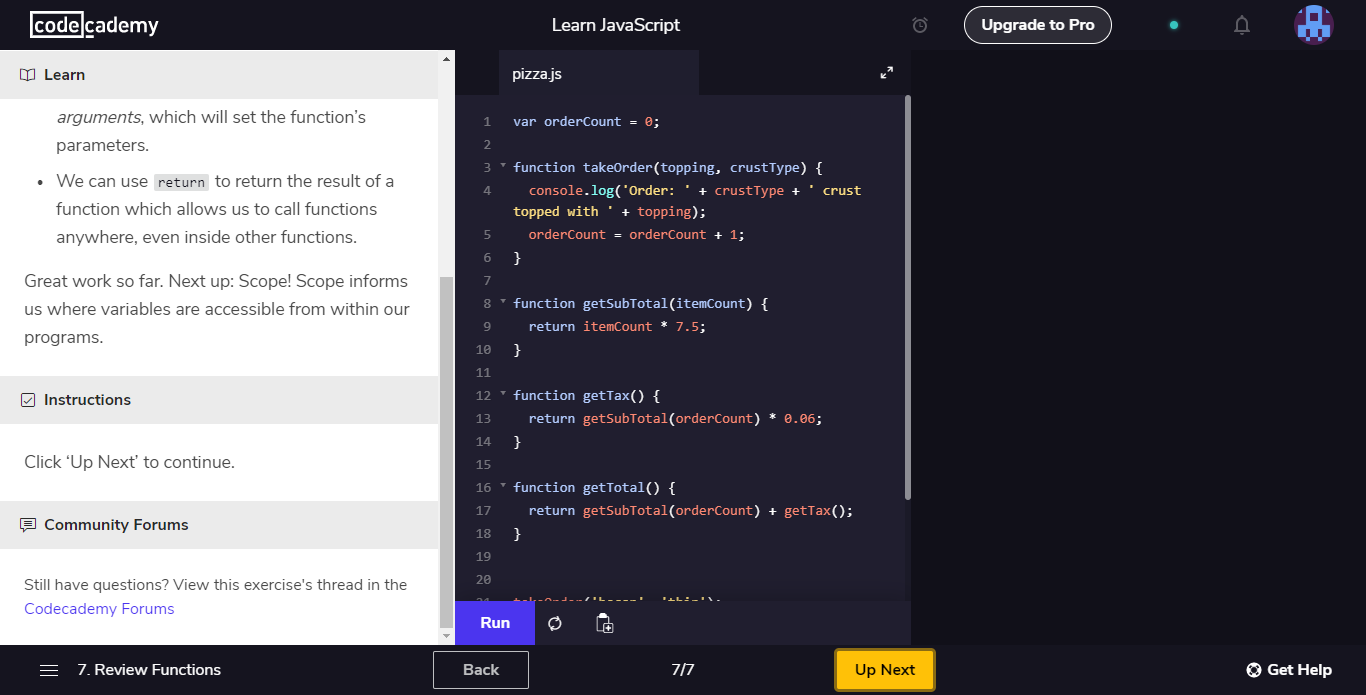 codecademy
Learn JavaScript
Upgrade to Pro
Learn
arguments, which will set the function’s
parameters.
• We can use return to return the result of a
function which allows us to call functions
anywhere, even inside other functions.
Great work so far. Next up: Scope! Scope informs
us where variables are accessible from within our
programs.
Instructions
Click ‘Up Next’ to continue.
Community Forums
Still have questions? View this exercise's thread in the
Codecademy Forums
pizza.js
1 var orderCount = 0;
2
3 function takeOrder(topping, crustType) {
4 console.log('Order: ' + crustType + ' crust
topped with ' + topping);
5 orderCount = orderCount + 1;
6 }
7
8 function getSubTotal(itemCount) {
9 return itemCount * 7.5;
10 }
11
12 function getTax() {
13 return getSubTotal(orderCount) * 0.06;
14 }
15
16 function getTotal() {
17 return getSubTotal(orderCount) + getTax();
18 }
19
20
21 takeOrder('bacon', 'thin');
Run
7. Review Functions
Back
7/7
Up Next
Get Help